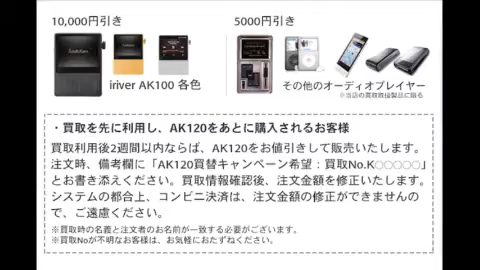 10,000円引き
5000円引き
iriver AK100 各色
その他のオーディオプレイヤー
※当店の買取取扱製品に限る
・買取を先に利用し、AK120をあとに購入されるお客様
買取利用後2週間以内ならば、AK120をお値引きして販売いたします。
注文時、備考欄に「AK120買替キャンペーン希望：買取No.K○○○○○」
とお書き添えください。買取情報確認後、注文金額を修正いたします。
システムの都合上、コンビニ決済は、注文金額の修正ができませんの
で、ご遠慮ください。
※買取時の名義と注文者のお名前が一致する必要がございます。
※買取Noが不明なお客様は、お気軽におたずねください。